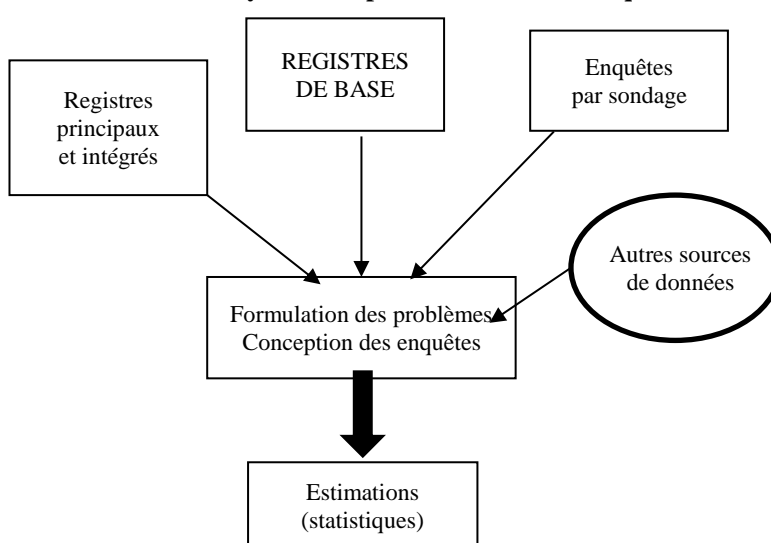 REGISTRES
DE BASE
Enquêtes
par sondage
Registres
principaux
et intégrés
Autres sources
de données
Formulation des problèmes
Conception des enquêtes
Estimations
(statistiques)